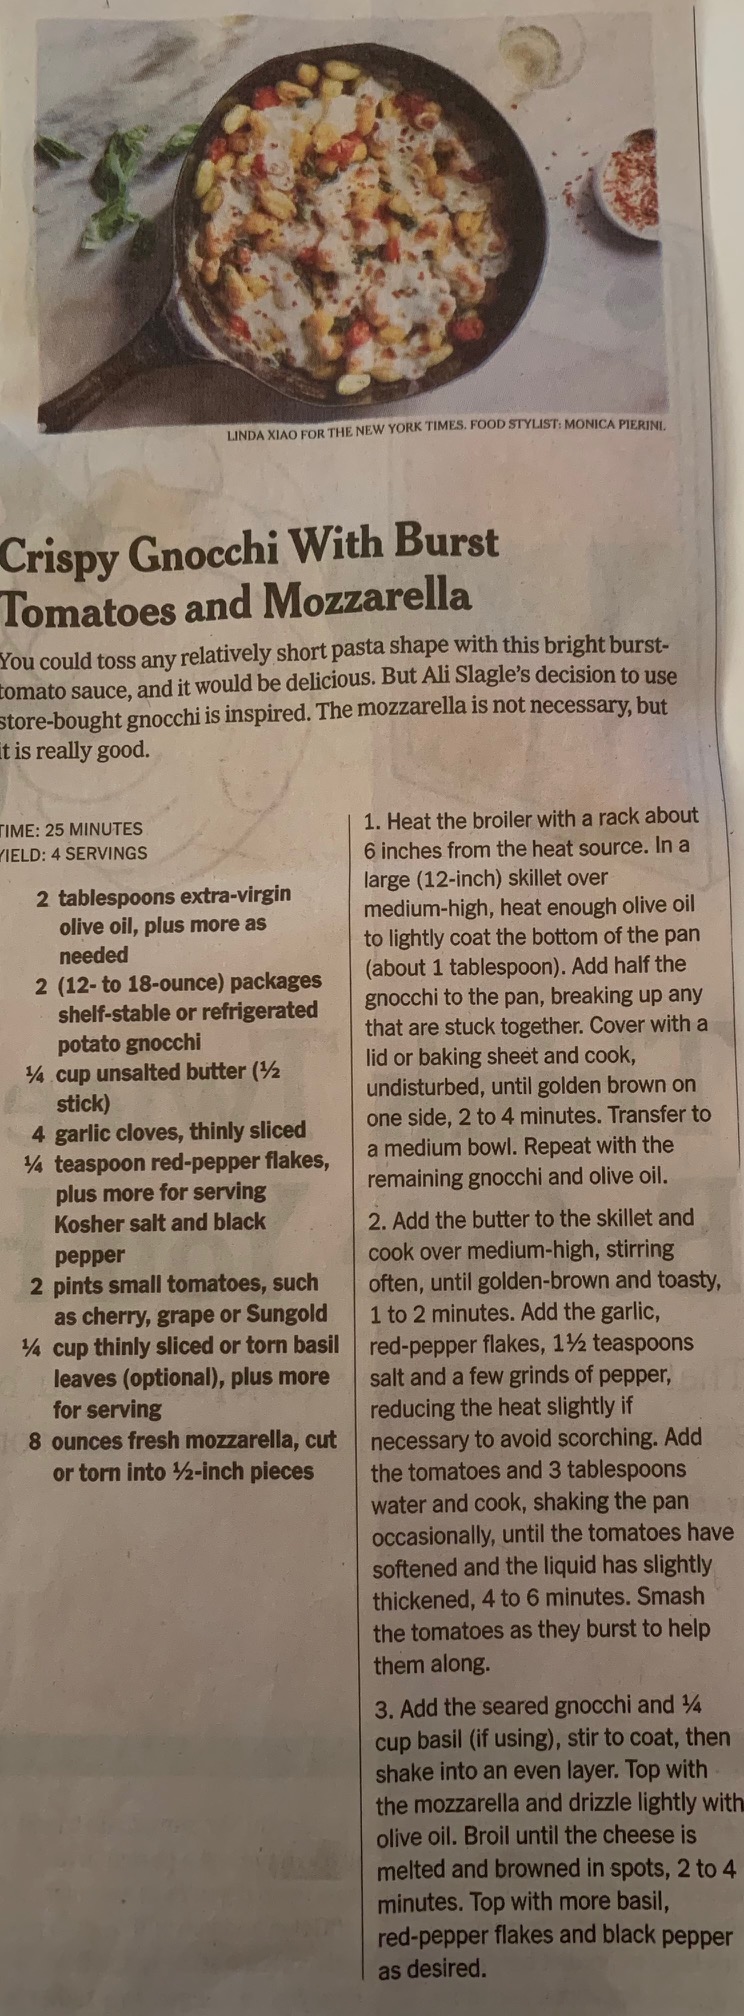 LINDA XIAO FOR THE NEW YORK TIMES. FOOD STYLIST: MONICA PIERINI.
Crispy Gnocchi With Burst
Tomatoes and Mozzarella
You could toss any relatively short pasta shape with this bright burst-
tomato sauce, and it would be delicious. But Ali Slagle's decision to use
store-bought gnocchi is inspired. The mozzarella is not necessary, but
it is really good.
TIME: 25 MINUTES
YIELD: 4 SERVINGS
2 tablespoons extra-virgin
olive oil, plus more as
needed
2 (12- to 18-ounce) packages
shelf-stable or refrigerated
potato gnocchi
¼ cup unsalted butter (½
stick)
4 garlic cloves, thinly sliced
¼ teaspoon red-pepper flakes,
plus more for serving
Kosher salt and black
pepper
2 pints small tomatoes, such
as cherry, grape or Sungold
¼ cup thinly sliced or torn basil
leaves (optional), plus more
for serving
8 ounces fresh mozzarella, cut
or torn into ½-inch pieces
1. Heat the broiler with a rack about
6 inches from the heat source. In a
large (12-inch) skillet over
medium-high, heat enough olive oil
to lightly coat the bottom of the pan
(about 1 tablespoon). Add half the
gnocchi to the pan, breaking up any
that are stuck together. Cover with a
lid or baking sheet and cook,
undisturbed, until golden brown on
one side, 2 to 4 minutes. Transfer to
a medium bowl. Repeat with the
remaining gnocchi and olive oil.
2. Add the butter to the skillet and
cook over medium-high, stirring
often, until golden-brown and toasty,
1 to 2 minutes. Add the garlic,
red-pepper flakes, 1½ teaspoons
salt and a few grinds of pepper,
reducing the heat slightly if
necessary to avoid scorching. Add
the tomatoes and 3 tablespoons
water and cook, shaking the pan
occasionally, until the tomatoes have
softened and the liquid has slightly
thickened, 4 to 6 minutes. Smash
the tomatoes as they burst to help
them along.
3. Add the seared gnocchi and ¼
cup basil (if using), stir to coat, then
shake into an even layer. Top with
the mozzarella and drizzle lightly with
olive oil. Broil until the cheese is
melted and browned in spots, 2 to 4
minutes. Top with more basil,
red-pepper flakes and black pepper
as desired.